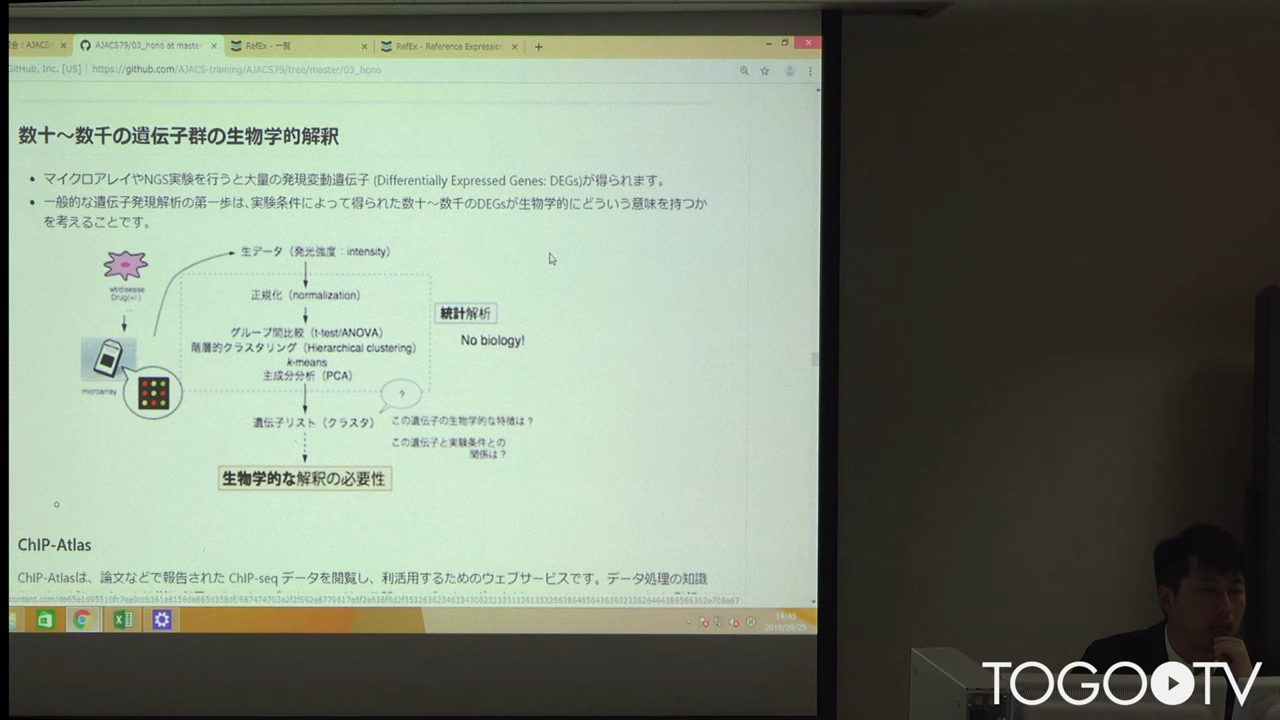 AJACS
AJACS79/03_hono at master
RefEx - 一覧
RefEx - Reference Expression
GitHub, Inc. [US] | https://github.com/AJACS-training/AJACS79/tree/master/03_hono
数十〜数千の遺伝子群の生物学的解釈
マイクロアレイやNGS実験を行うと大量の発現変動遺伝子 (Differentially Expressed Genes: DEGs)が得られます。
一般的な遺伝子発現解析の第一歩は、実験条件によって得られた数十〜数千のDEGsが生物学的にどういう意味を持つか
を考えることです。
生データ（発光強度：intensity）
wt/disease
Drug(+/-)
正規化（normalization）
統計解析
グループ間比較（t-test/ANOVA）
No biology!
階層的クラスタリング（Hierarchical clustering）
k-means
主成分分析（PCA）
microarray
?
遺伝子リスト（クラスタ）
この遺伝子の生物学的な特徴は？
この遺伝子と実験条件との
関係は？
生物学的な解釈の必要性
ChIP-Atlas
ChIP-Atlasは、論文などで報告された ChIP-seq データを閲覧し、利活用するためのウェブサービスです。データ処理の知識
14:45
2019/09/25
TOGO TV